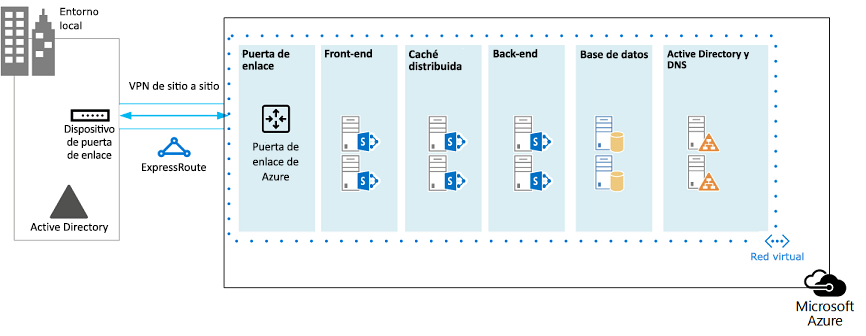 Entorno
local
VPN de sitio a sitio
Dispositivo
de puerta
de enlace
ExpressRoute
Active Directory
Puerta de
enlace
Front-end
Caché
distribuida
Back-end
Base de datos
Active Directory y
DNS
Puerta de
enlace de
Azure
S
S
S
S
S
S
Red virtual
Microsoft
Azure